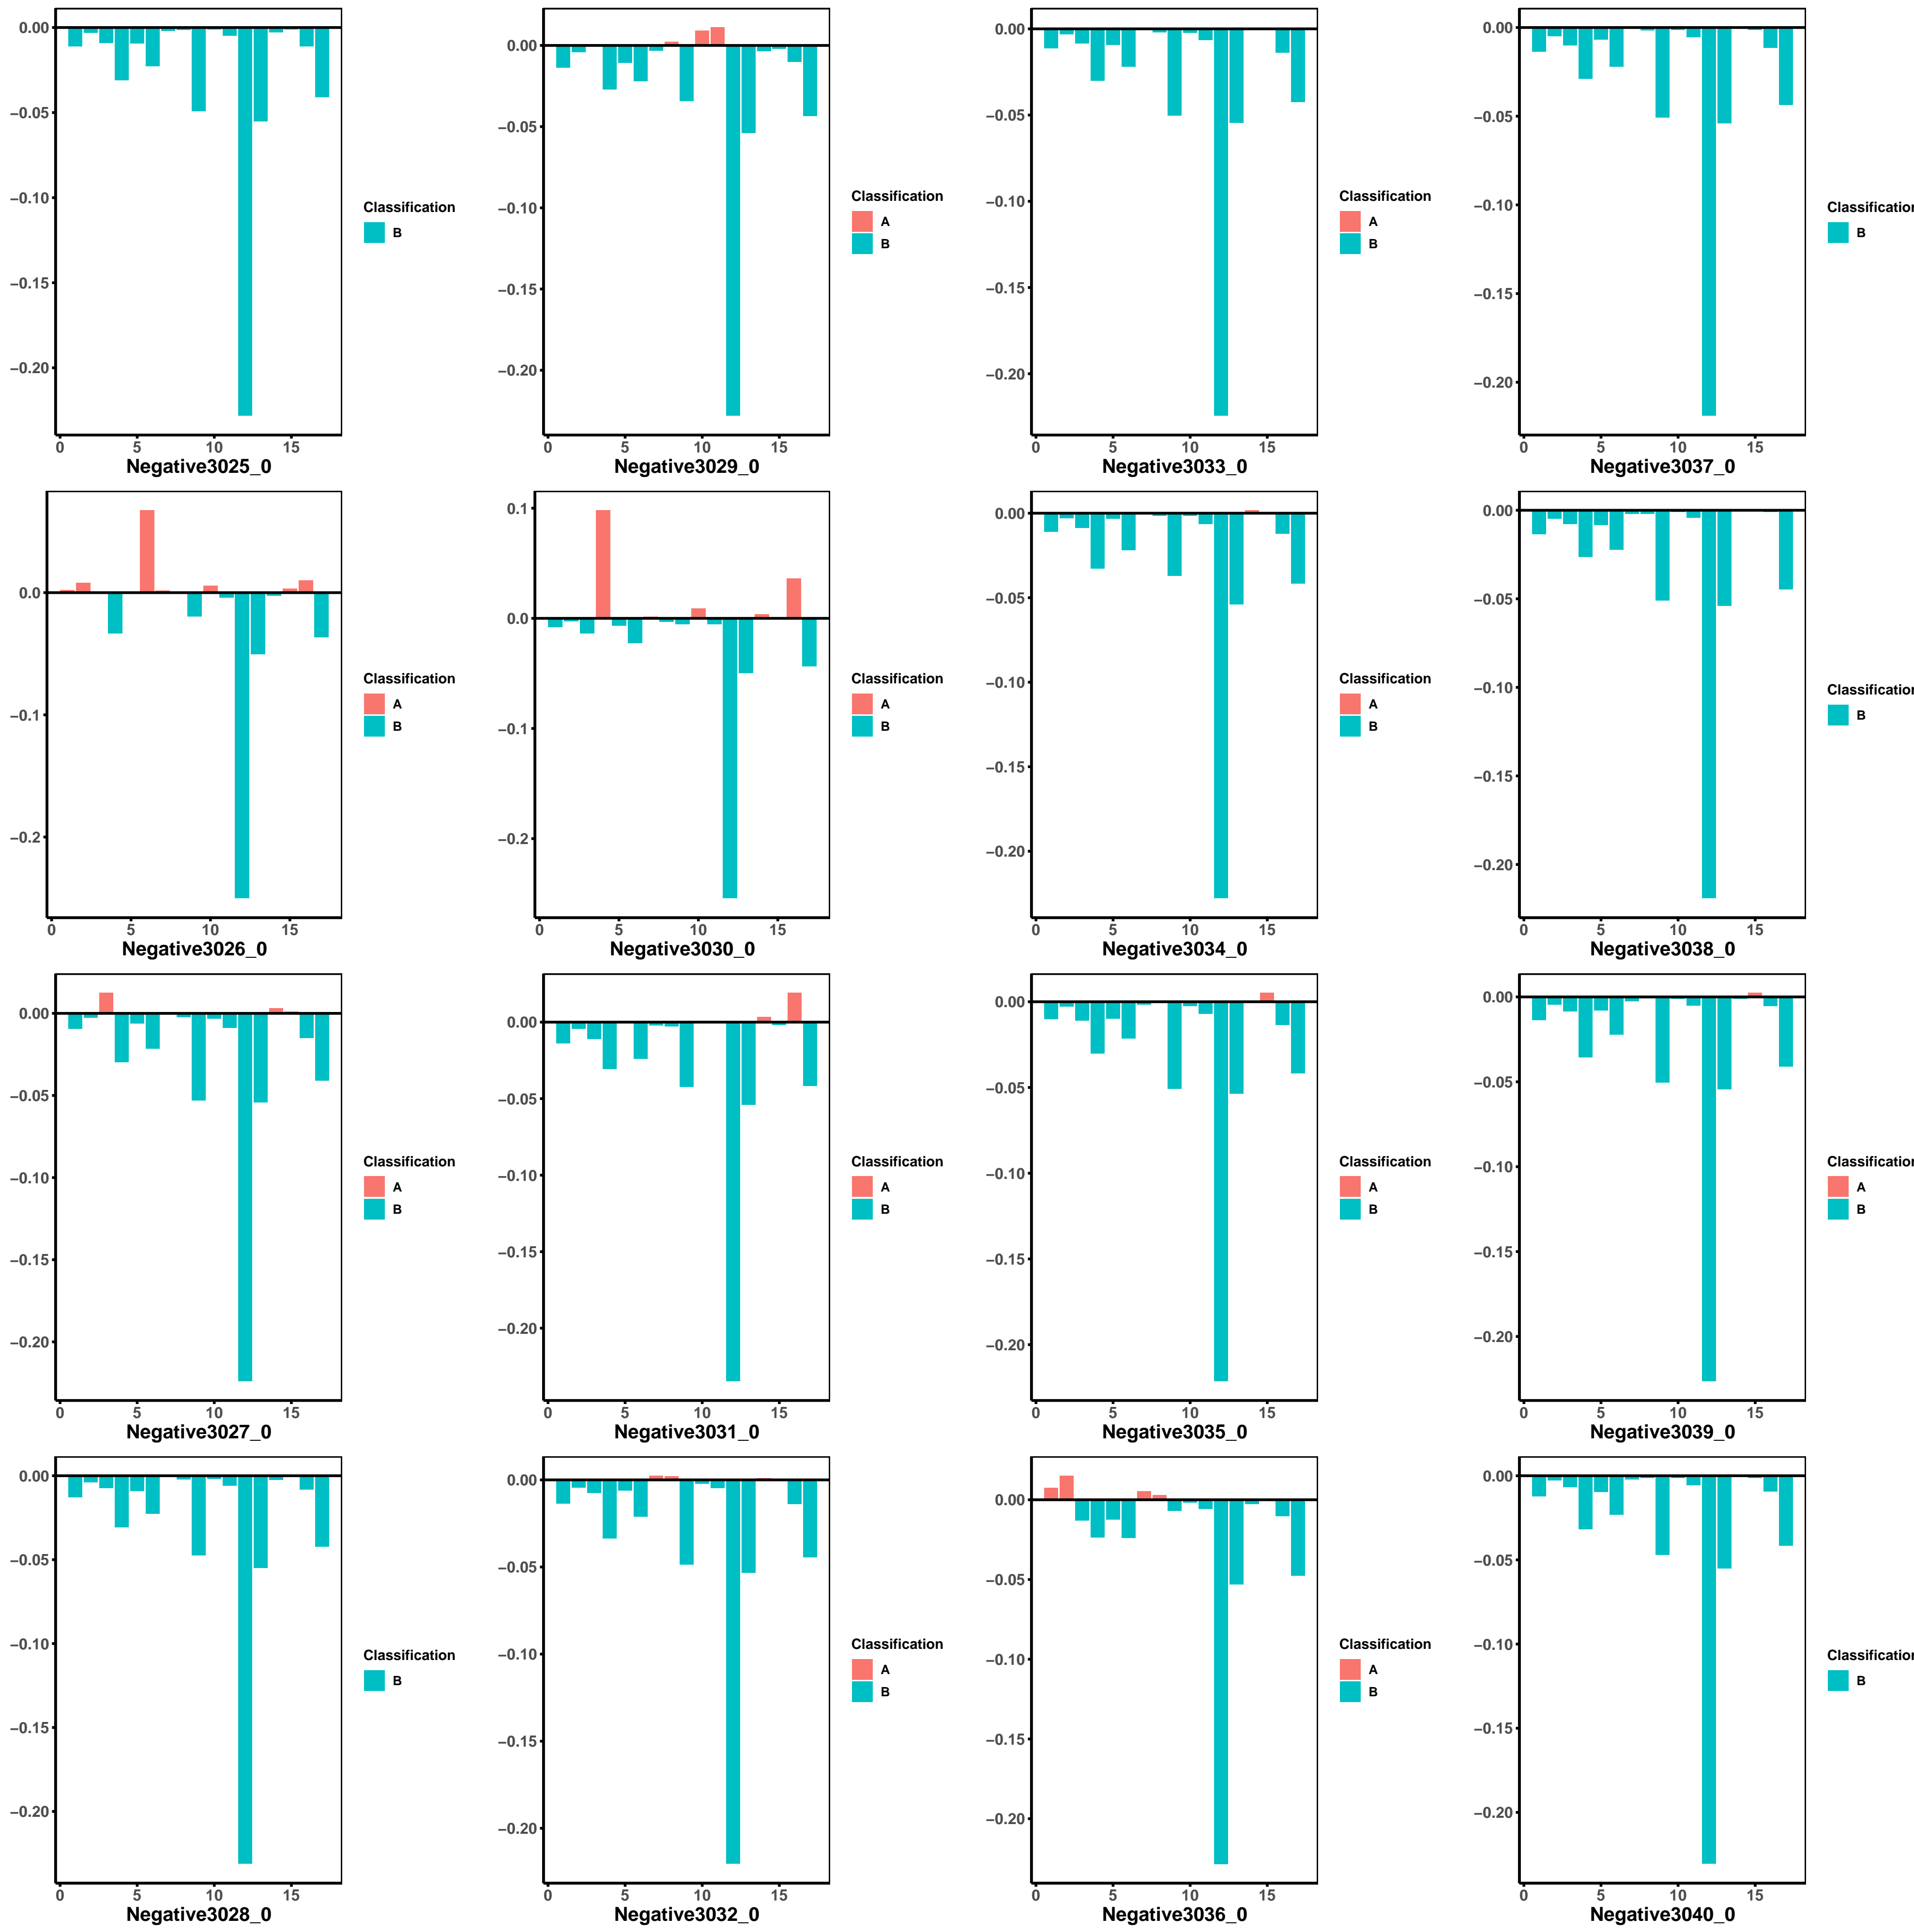 0.00
−0.05
−0.10
−0.15
−0.20
0 5 10 15
Negative3025_0
Classification
B
0.00
−0.05
−0.10
−0.15
−0.20
0 5 10 15
Negative3029_0
Classification
A
B
0.00
−0.05
−0.10
−0.15
−0.20
0 5 10 15
Negative3033_0
Classification
A
B
0.00
−0.05
−0.10
−0.15
−0.20
0 5 10 15
Negative3037_0
Classification
B
0.0
−0.1
−0.2
0 5 10 15
Negative3026_0
Classification
A
B
0.1
0.0
−0.1
−0.2
0 5 10 15
Negative3030_0
Classification
A
B
0.00
−0.05
−0.10
−0.15
−0.20
0 5 10 15
Negative3034_0
Classification
A
B
0.00
−0.05
−0.10
−0.15
−0.20
0 5 10 15
Negative3038_0
Classification
B
0.00
−0.05
−0.10
−0.15
−0.20
0 5 10 15
Negative3027_0
Classification
A
B
0.00
−0.05
−0.10
−0.15
−0.20
0 5 10 15
Negative3031_0
Classification
A
B
0.00
−0.05
−0.10
−0.15
−0.20
0 5 10 15
Negative3035_0
Classification
A
B
0.00
−0.05
−0.10
−0.15
−0.20
0 5 10 15
Negative3039_0
Classification
A
B
0.00
−0.05
−0.10
−0.15
−0.20
0 5 10 15
Negative3028_0
Classification
B
0.00
−0.05
−0.10
−0.15
−0.20
0 5 10 15
Negative3032_0
Classification
A
B
0.00
−0.05
−0.10
−0.15
−0.20
0 5 10 15
Negative3036_0
Classification
A
B
0.00
−0.05
−0.10
−0.15
−0.20
0 5 10 15
Negative3040_0
Classification
B